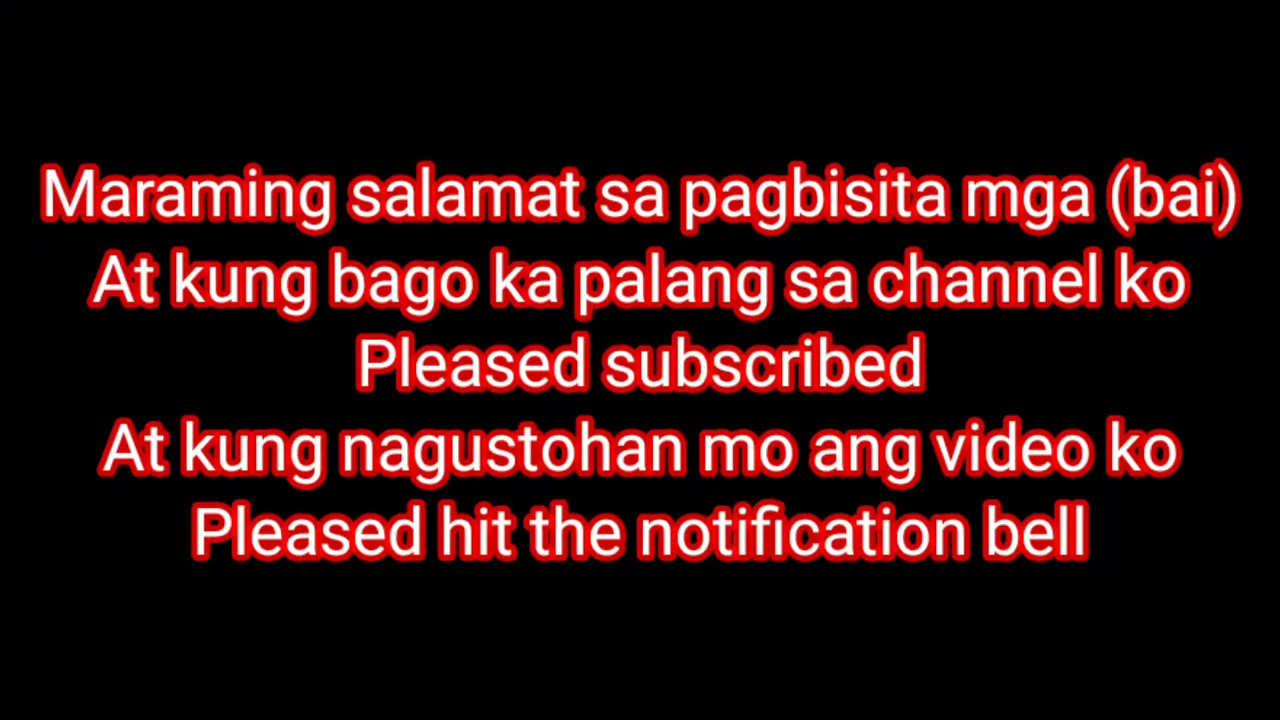 Maraming salamat sa pagbisita mga (bai)
At kung bago ka palang sa channel ko
Pleased subscribed
At kung nagustohan mo ang video ko
Pleased hit the notification bell